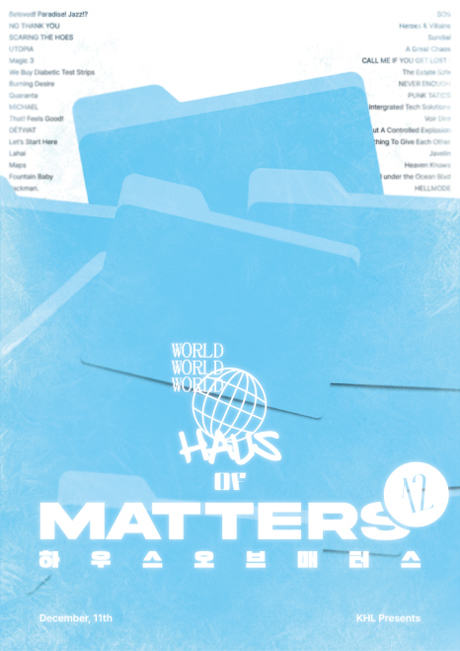 Beloved! Paradise! Jazz!?
NO THANK YOU
SCARING THE HOES
UTOPIA
Magic 3
We Buy Diabetic Test Strips
Burning Desire
Quaranta
MICHAEL
That! Feels Good!
DETWAT
Let's Start Here
Lahai
Maps
Fountain Baby
SOS
Heroes & Villains
Sundial
A Great Chaos
CALL ME IF YOU GET LOST
The Estate Sale
NEVER ENOUGH
PUNK TACTICS
Intergrated Tech Solutions
Voir Dire
ut A Controlled Explosion
thing To Give Each Other
Javelin
Heaven Knows
l under the Ocean Blvd
HELLMODE
WORLD
WORLD
WORLD
HAUS
OF
MATTERS
A2
하우스오브매터스
December, 11th
KHL Presents